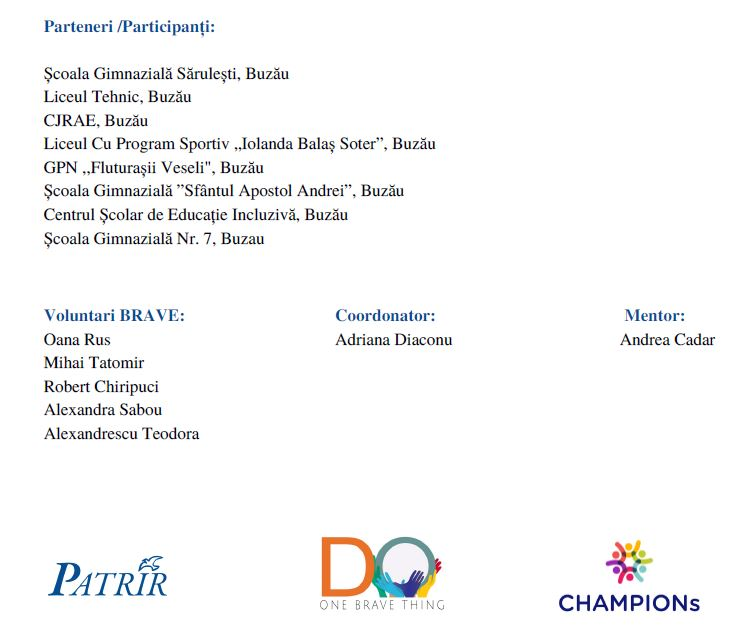 Parteneri /Participanți:
Școala Gimnazială Sărulești, Buzău
Liceul Tehnic, Buzău
CJRAE, Buzău
Liceul Cu Program Sportiv ,,Iolanda Balaș Soter”, Buzău
GPN ,,Fluturașii Veseli", Buzău
Școala Gimnazială ”Sfântul Apostol Andrei”, Buzău
Centrul Școlar de Educație Incluzivă, Buzău
Școala Gimnazială Nr. 7, Buzau
Voluntari BRAVE:
Oana Rus
Mihai Tatomir
Robert Chiripuci
Alexandra Sabou
Alexandrescu Teodora
Coordonator:
Adriana Diaconu
Mentor:
Andrea Cadar
PATRIR
DO
ONE BRAVE THING
CHAMPIONs